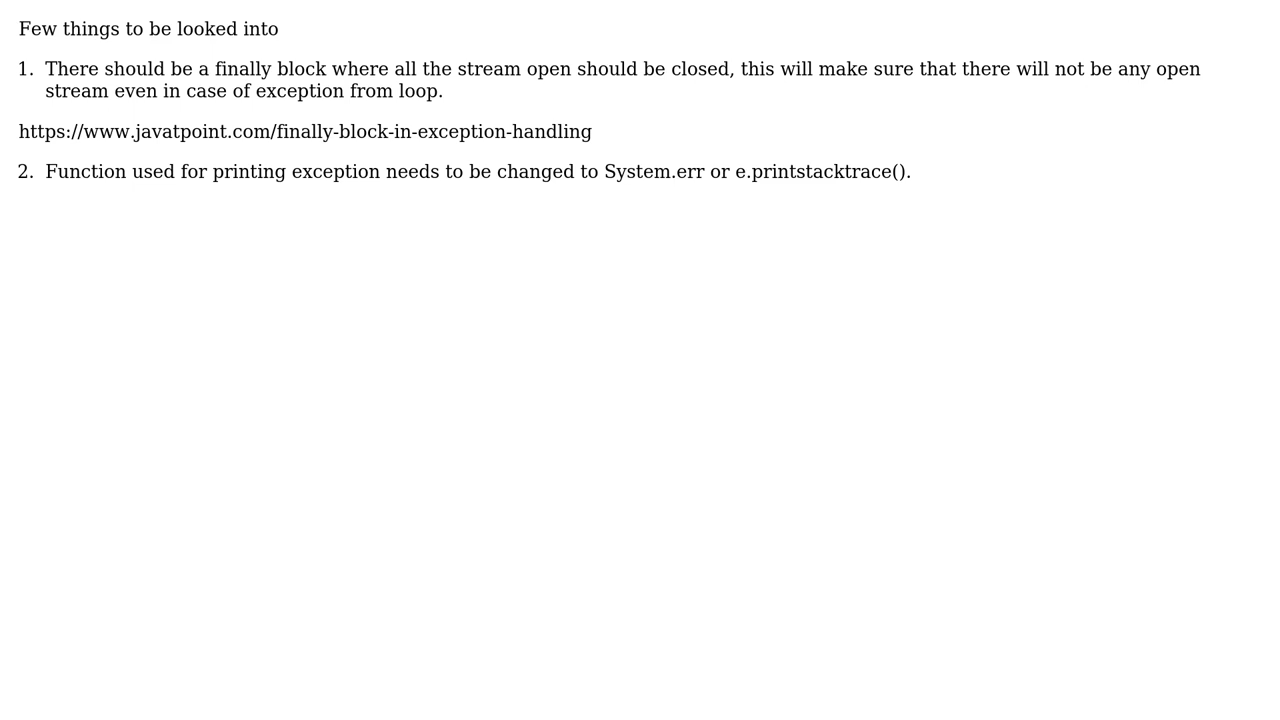 Few things to be looked into
1. There should be a finally block where all the stream open should be closed, this will make sure that there will not be any open
stream even in case of exception from loop.
https://www.javatpoint.com/finally-block-in-exception-handling
2. Function used for printing exception needs to be changed to System.err or e.printstacktrace().